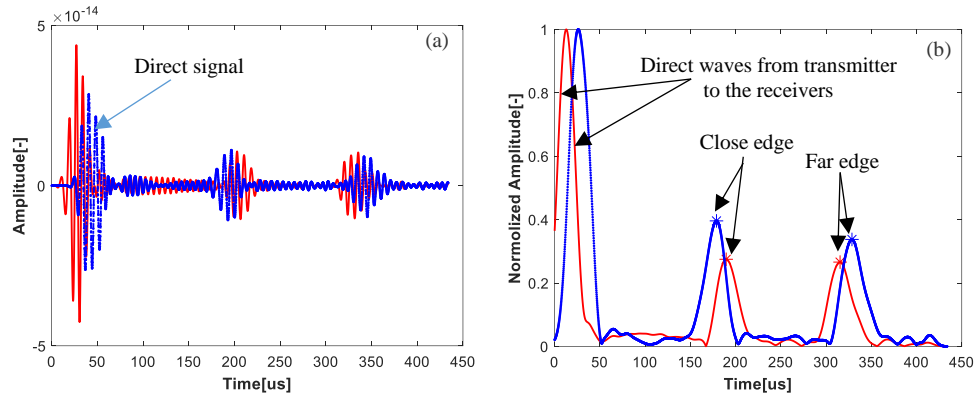 ×10⁻¹⁴
5
0
-5
Amplitude[-]
(a)
Direct signal
0 50 100 150 200 250 300 350 400 450
Time[us]
1
0.8
0.6
0.4
0.2
0
Normolized Amplitude[-]
(b)
Direct waves from transmitter
to the receivers
Close edge
Far edge
0 50 100 150 200 250 300 350 400 450
Time[us]